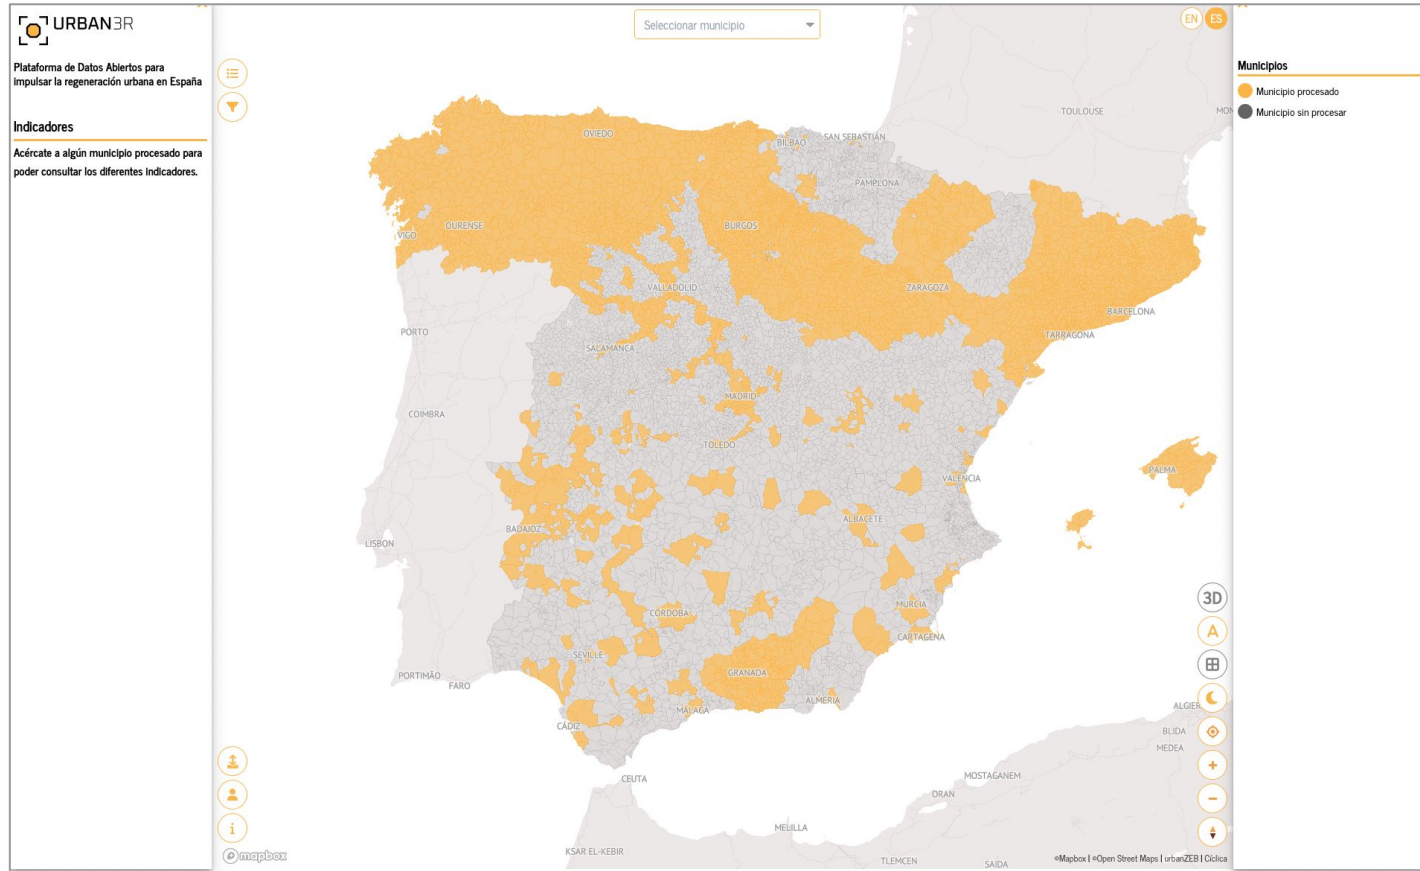 URBAN3R
Plataforma de Datos Abiertos para
impulsar la regeneración urbana en España
Indicadores
Acércate a algún municipio procesado para
poder consultar los diferentes indicadores.
Seleccionar municipio
EN
ES
Municipios
Municipio procesado
Municipio sin procesar
TOULOUSE
MON
OVIEDO
BILBAO
SAN SEBASTIÁN
PAMPLONA
VIGO
OURENSE
BURGOS
VALLADOLID
ZARAGOZA
BARCELONA
TARRAGONA
PORTO
SALAMANCA
MADRID
COIMBRA
TOLEDO
PALMA
VALENCIA
LISBON
BADAJOZ
ALBACETE
3D
MURCIA
CÓRDOBA
CARTAGENA
A
SEVILLE
PORTIMÃO
FARO
GRANADA
ALMERÍA
MÁLAGA
CÁDIZ
ALGIER
BLIDA
MEDEA
CEUTA
MOSTAGANEM
ORAN
+
−
i
MELILLA
KSAR EL-KEBIR
TLEMCEN
SAIDA
mapbox
©Mapbox | ©Open Street Maps | urbanZEB | Cíclica